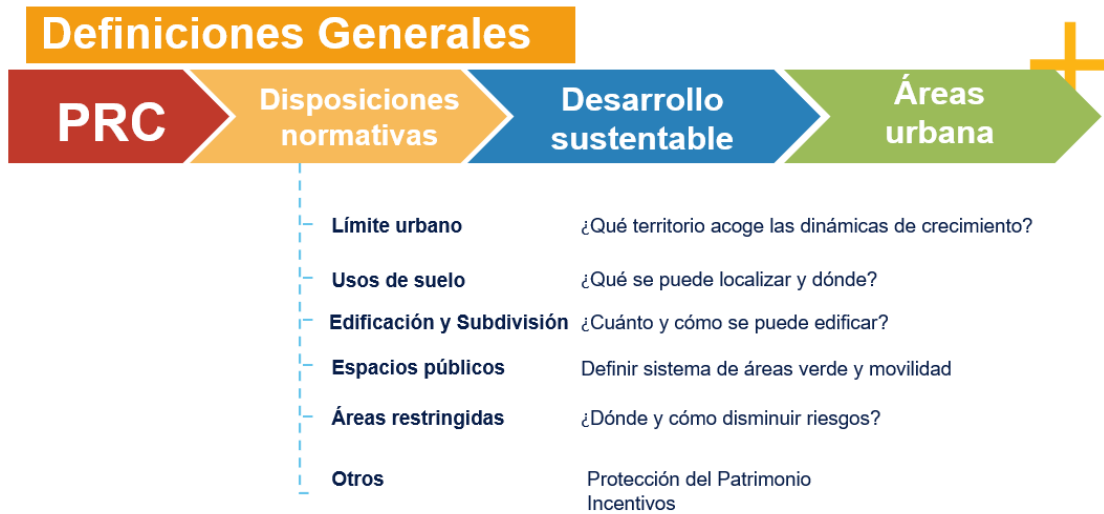 Definiciones Generales
PRC
Disposiciones
normativas
Desarrollo
sustentable
Áreas
urbana
Límite urbano
¿Qué territorio acoge las dinámicas de crecimiento?
Usos de suelo
¿Qué se puede localizar y dónde?
Edificación y Subdivisión
¿Cuánto y cómo se puede edificar?
Espacios públicos
Definir sistema de áreas verde y movilidad
Áreas restringidas
¿Dónde y cómo disminuir riesgos?
Otros
Protección del Patrimonio
Incentivos